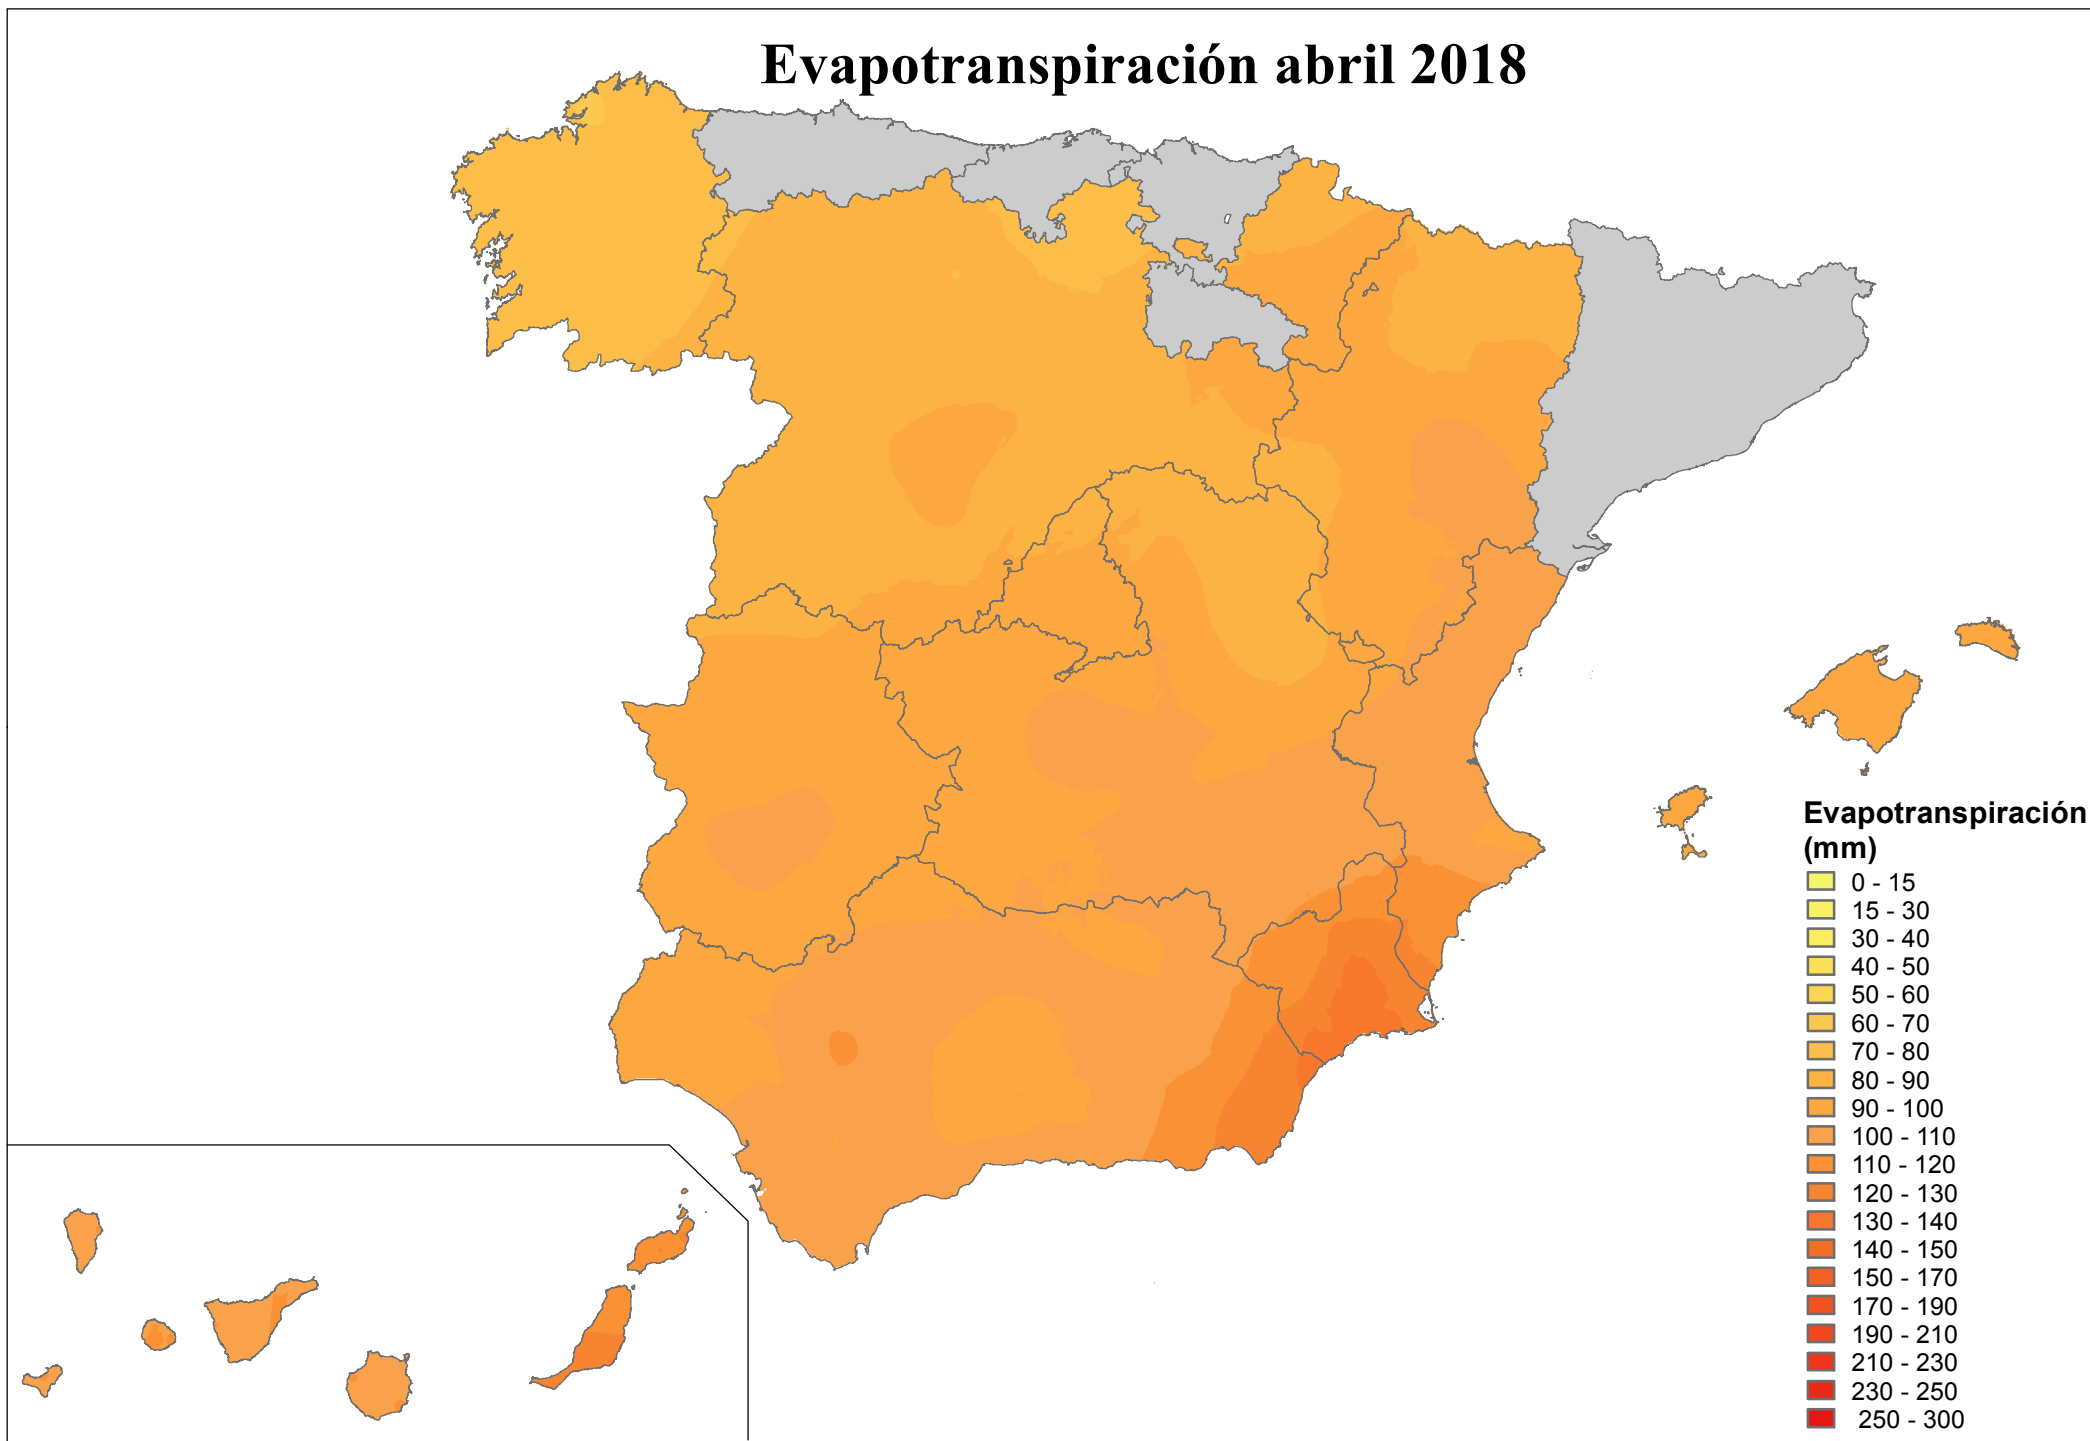 Evapotranspiración abril 2018
Evapotranspiración
(mm)
0 - 15
15 - 30
30 - 40
40 - 50
50 - 60
60 - 70
70 - 80
80 - 90
90 - 100
100 - 110
110 - 120
120 - 130
130 - 140
140 - 150
150 - 170
170 - 190
190 - 210
210 - 230
230 - 250
250 - 300